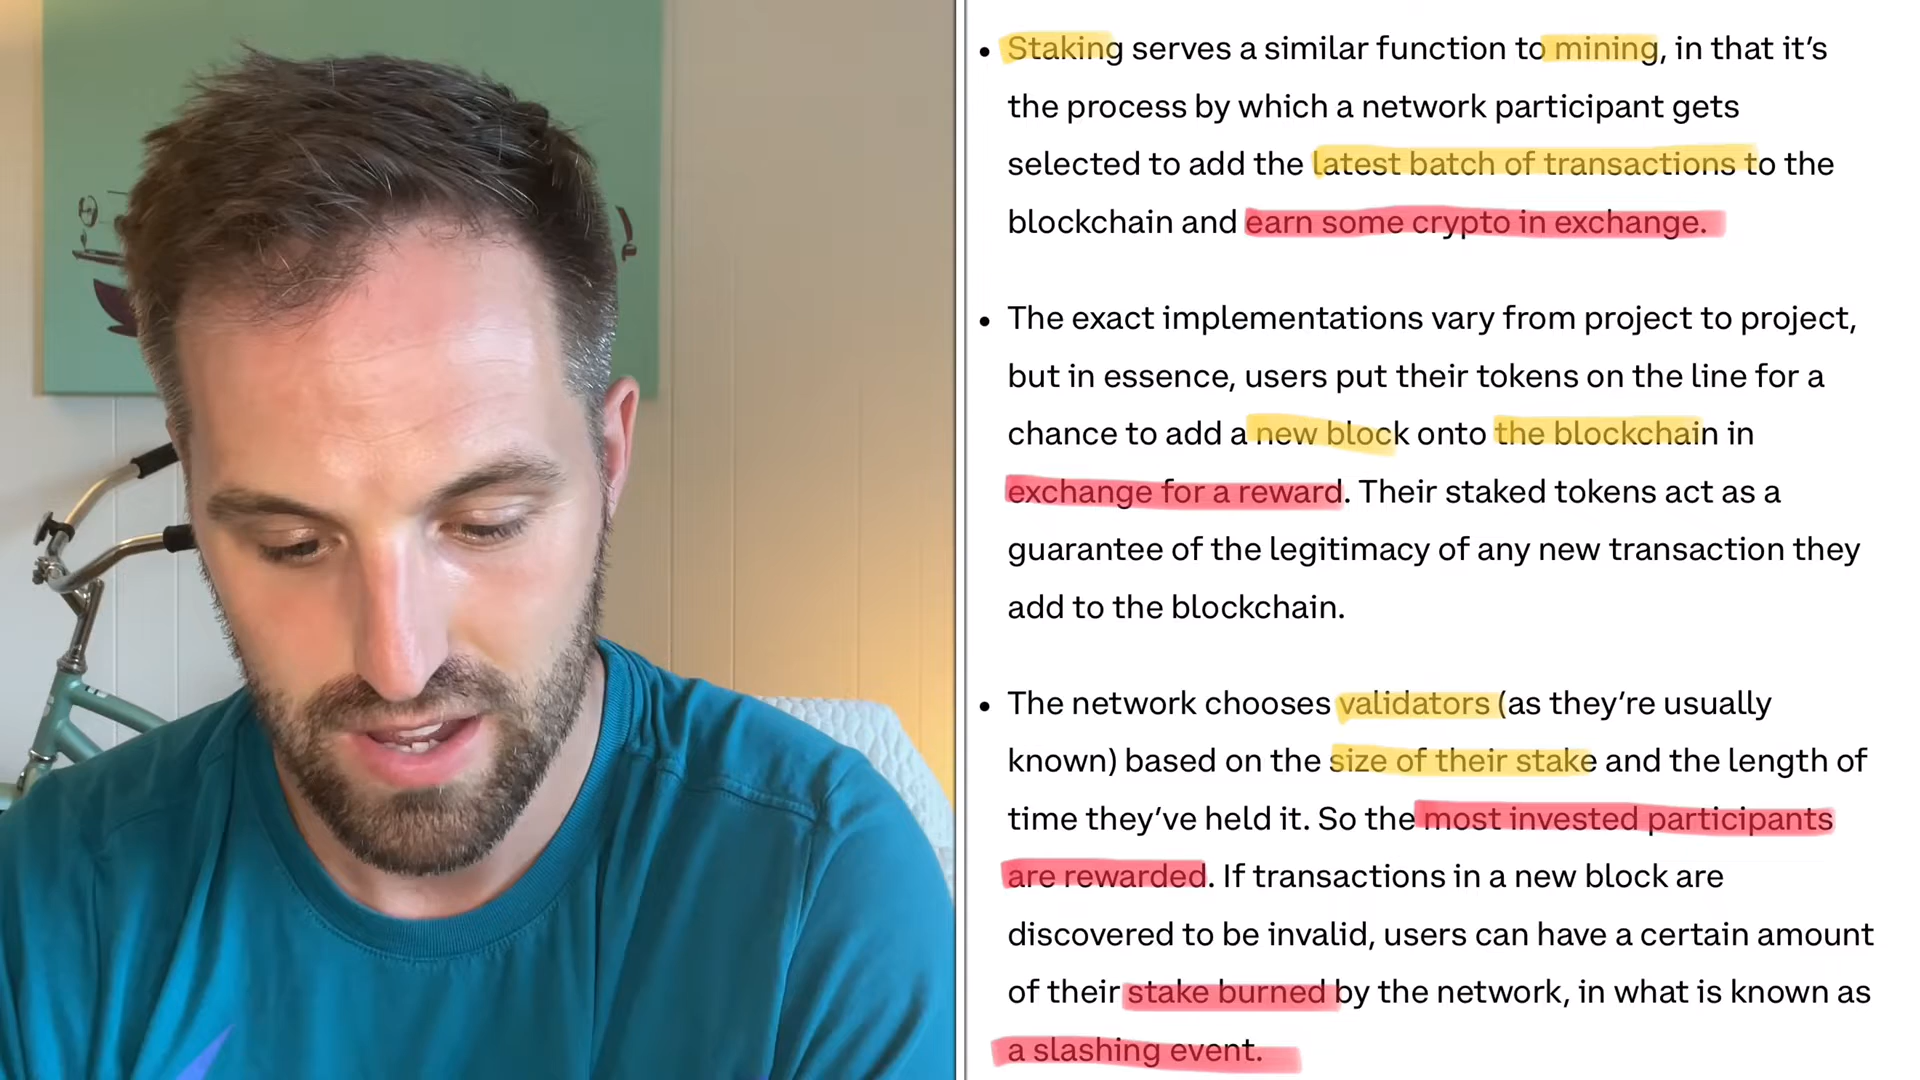 • Staking serves a similar function to mining, in that it’s
the process by which a network participant gets
selected to add the latest batch of transactions to the
blockchain and earn some crypto in exchange.
• The exact implementations vary from project to project,
but in essence, users put their tokens on the line for a
chance to add a new block onto the blockchain in
exchange for a reward. Their staked tokens act as a
guarantee of the legitimacy of any new transaction they
add to the blockchain.
• The network chooses validators (as they’re usually
known) based on the size of their stake and the length of
time they’ve held it. So the most invested participants
are rewarded. If transactions in a new block are
discovered to be invalid, users can have a certain amount
of their stake burned by the network, in what is known as
a slashing event.